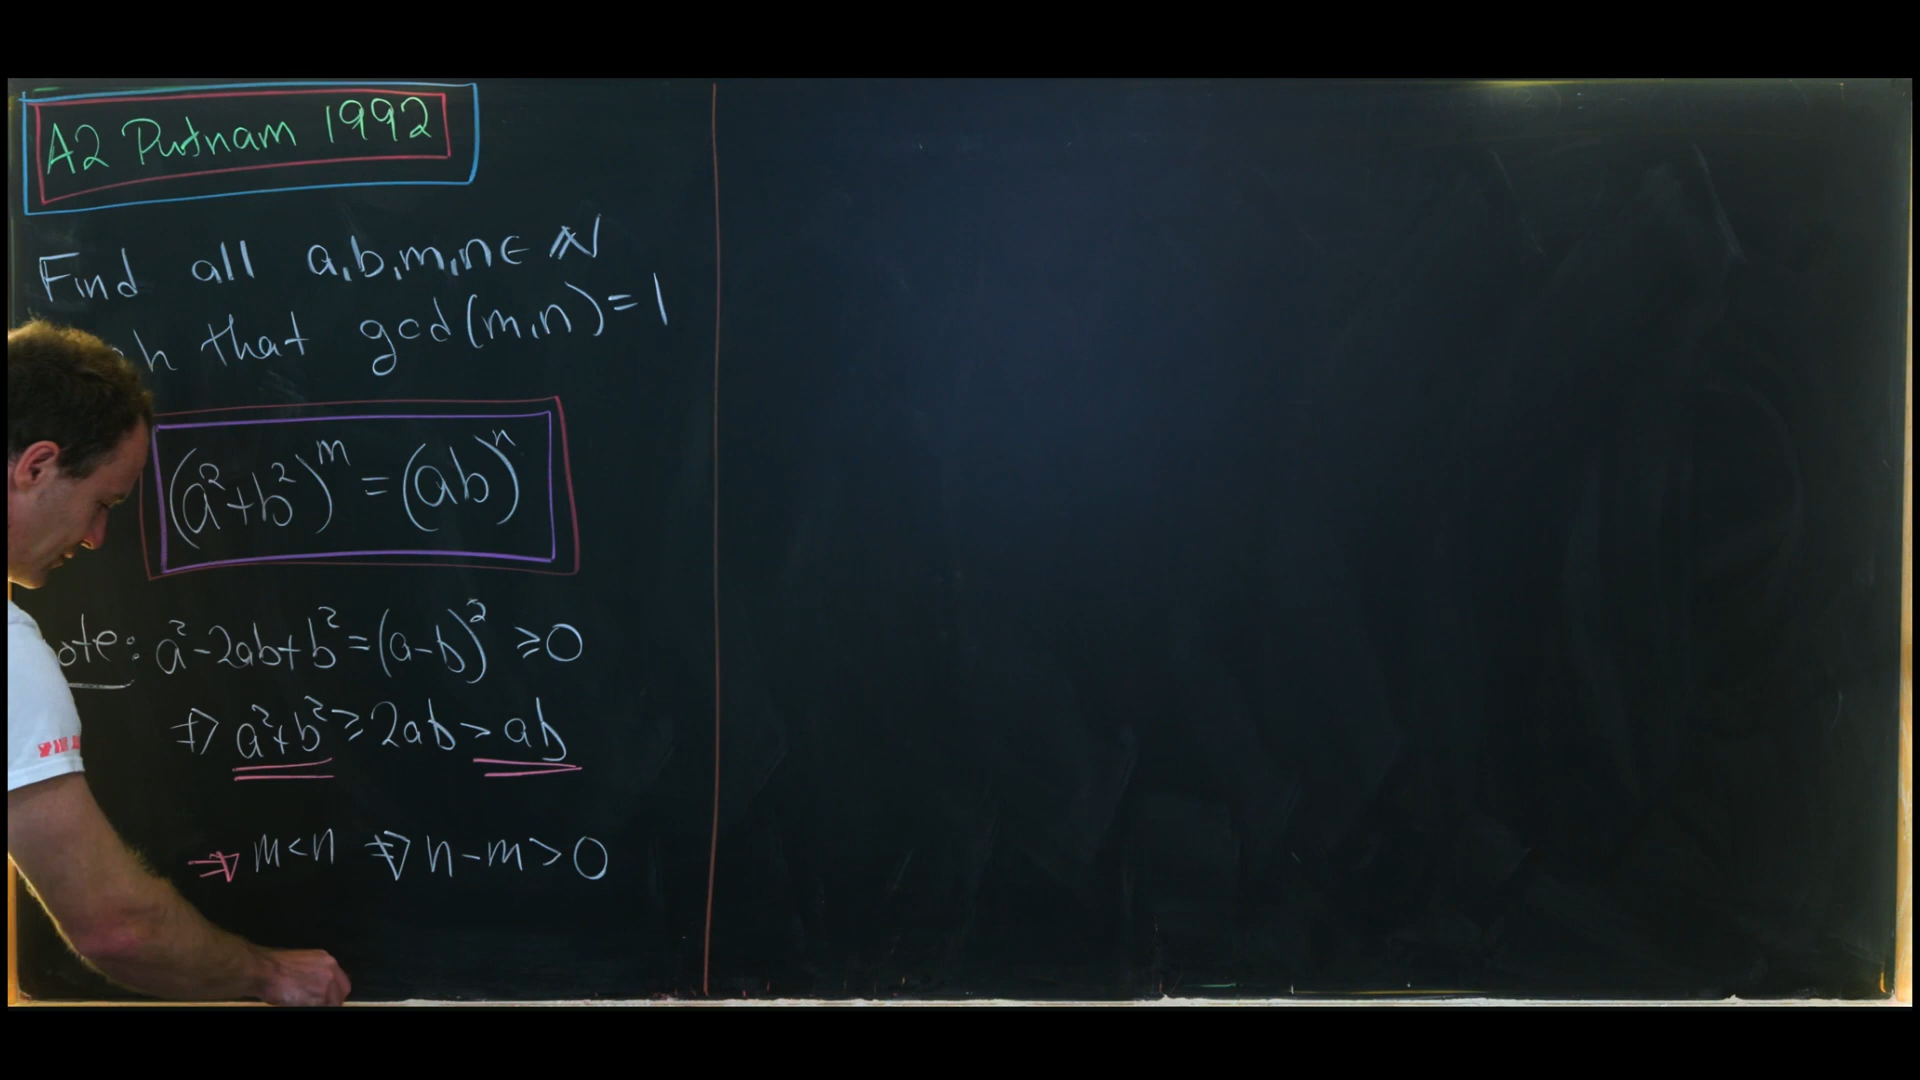 A2 Putnam 1992
Find all a,b,m,n ∈ ℕ
that gcd(m,n)=1
(a²+b²)^m = (ab)^n
a²-2ab+b²=(a-b)² ≥0
⇒ a²+b² ≥ 2ab > ab
⇒ m<n ⇒ n-m>0